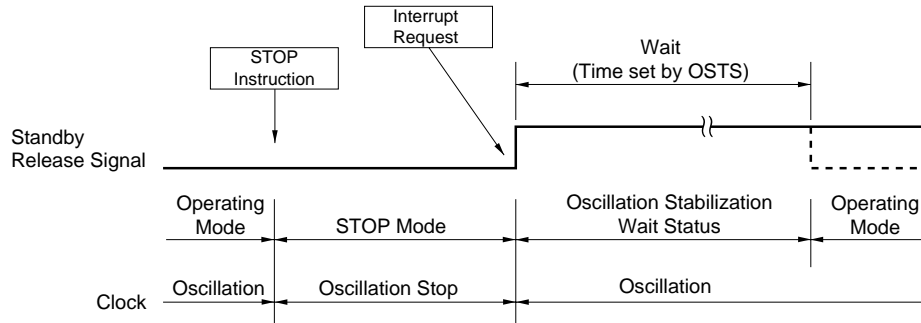 Interrupt
Request
STOP
Instruction
Wait
(Time set by OSTS)
Standby
Release Signal
Operating
Mode
STOP Mode
Oscillation Stabilization
Wait Status
Operating
Mode
Clock
Oscillation
Oscillation Stop
Oscillation